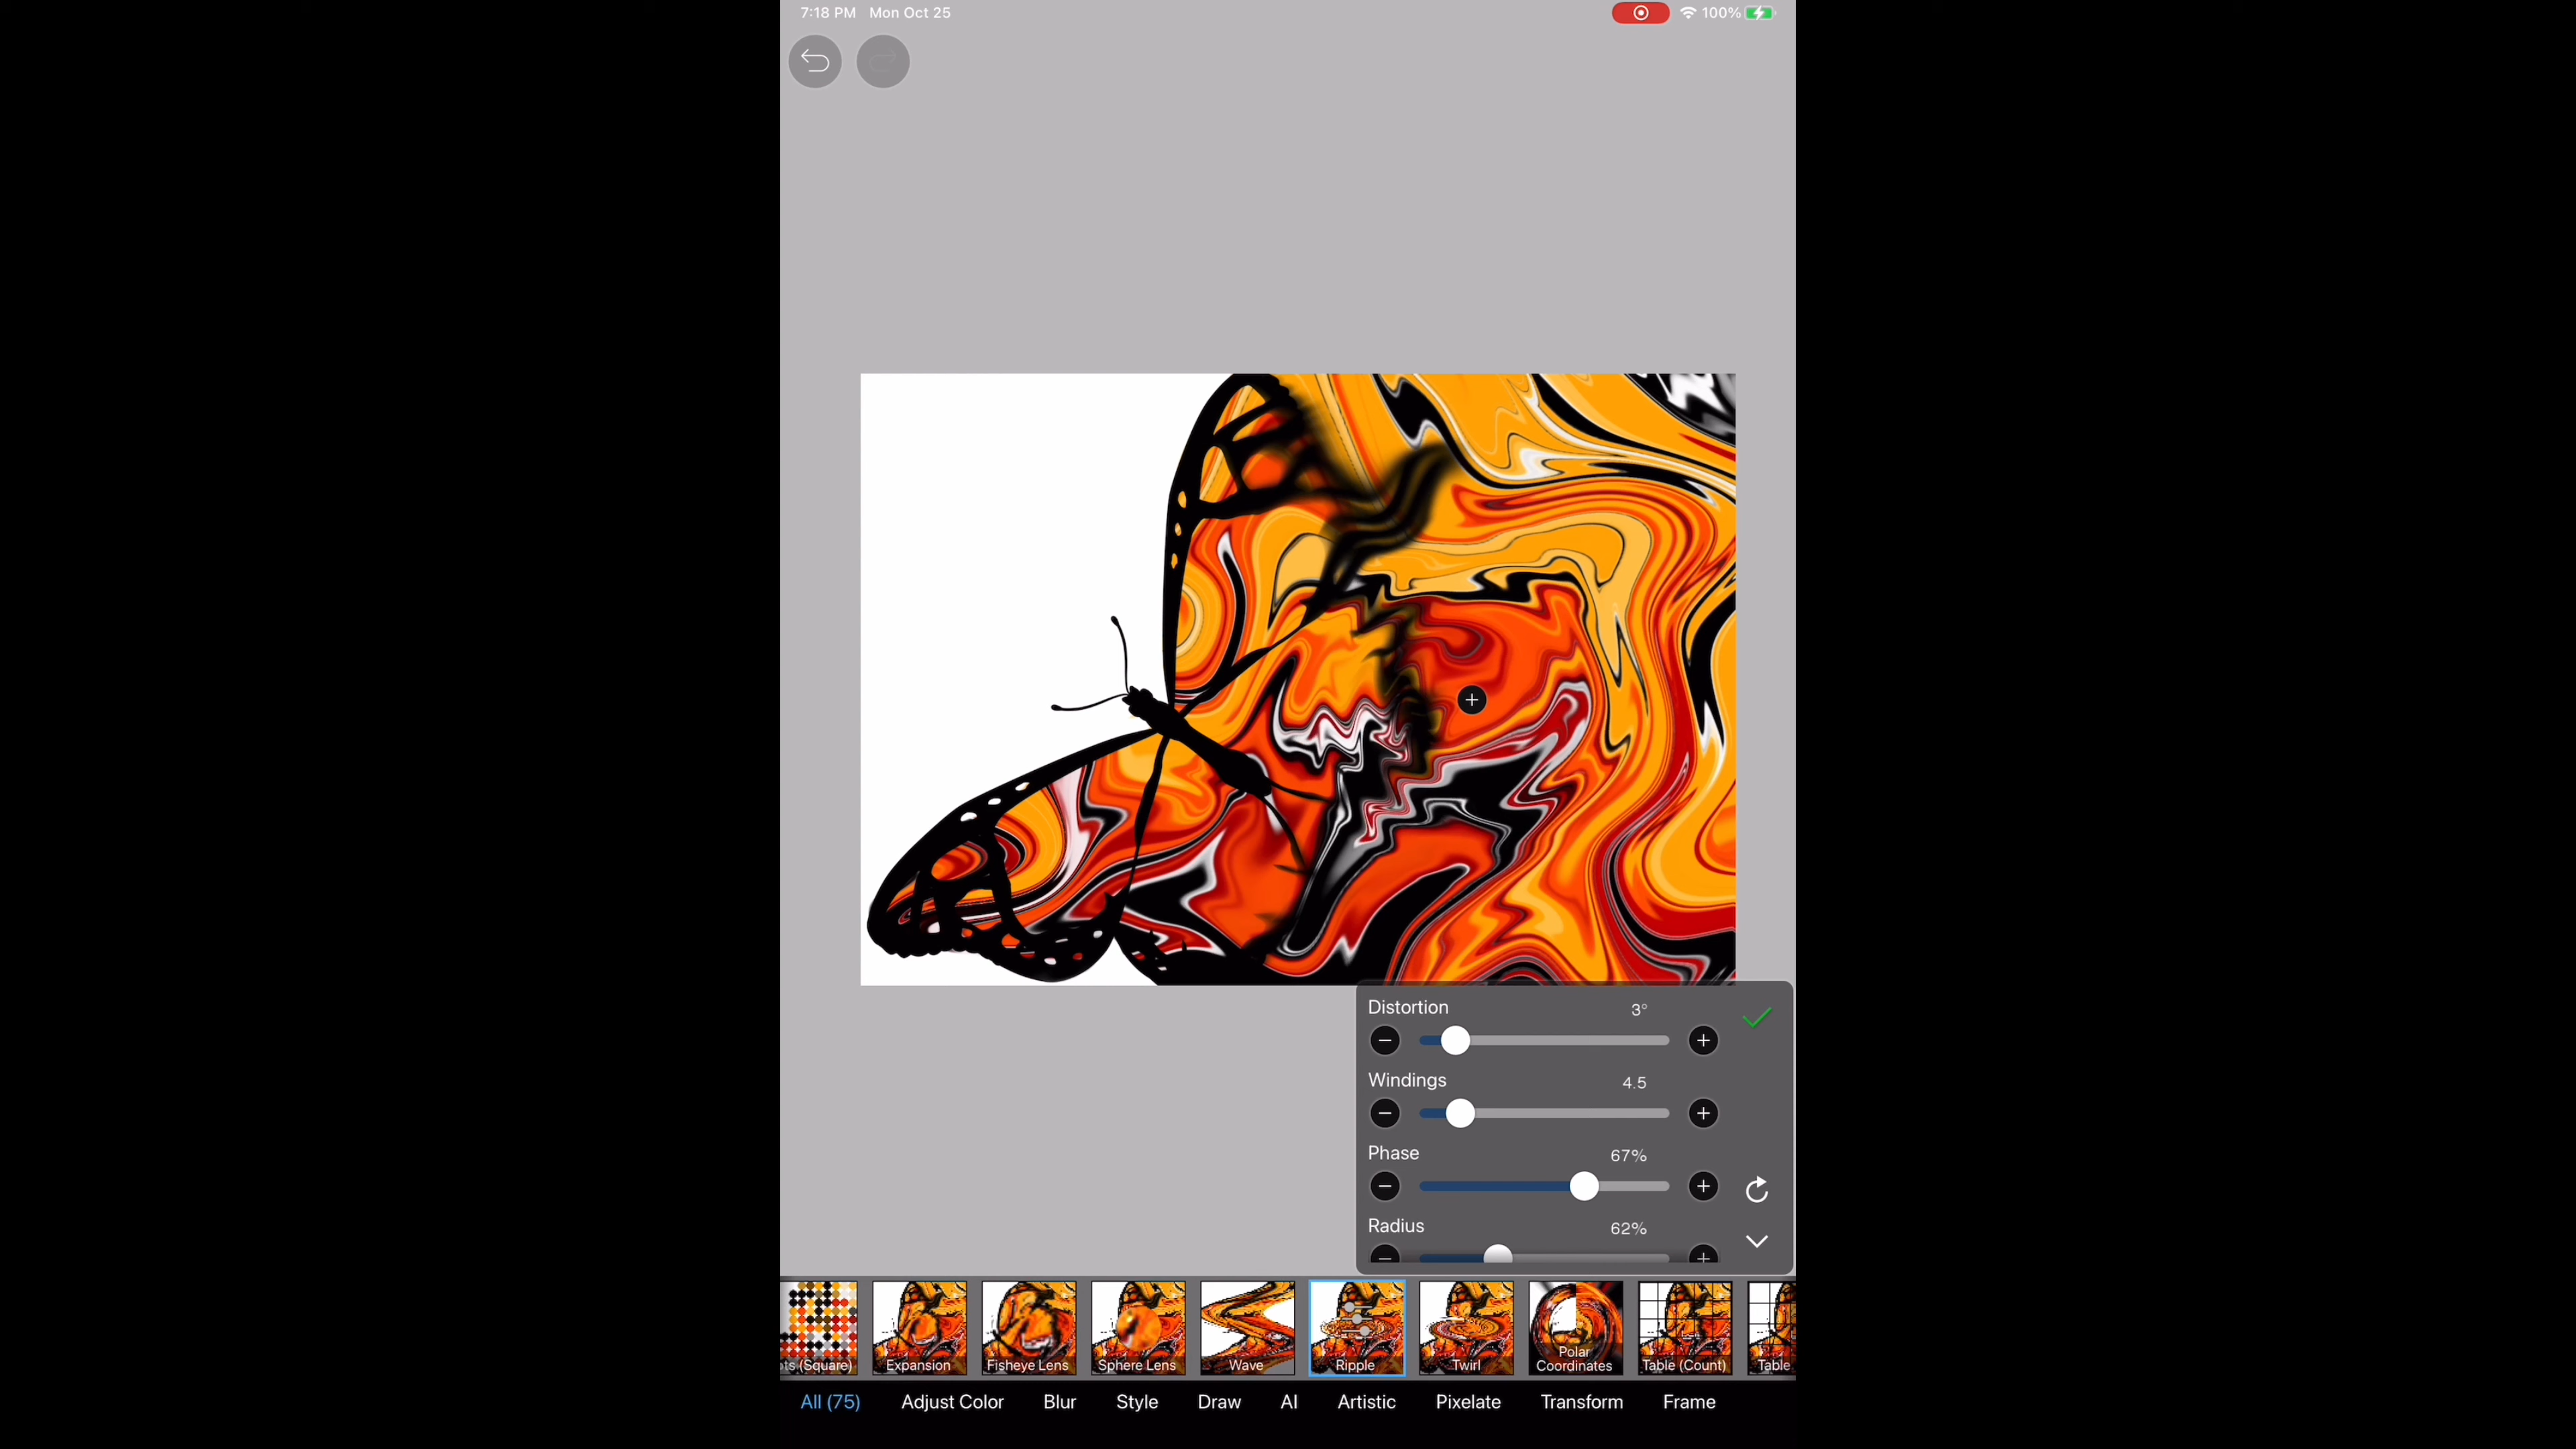 7:18 PM Mon Oct 25
100%
Distortion 3°
Windings 4.5
Phase 67%
Radius 62%
ts (Square)
Expansion
Fisheye Lens
Sphere Lens
Wave
Ripple
Twirl
Polar
Coordinates
Table (Count)
Table
All (75) Adjust Color Blur Style Draw AI Artistic Pixelate Transform Frame